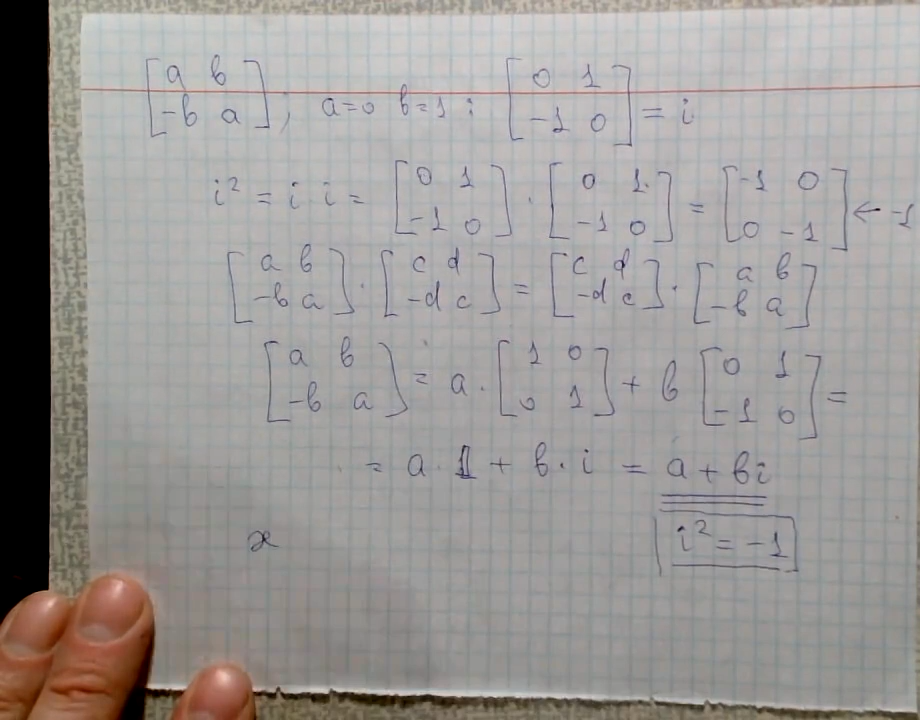 [a в; -в a]; a=0 в=1 : [0 1; -1 0] = i
i² = i i = [0 1; -1 0] · [0 1; -1 0] = [-1 0; 0 -1] ← -1
[a в; -в a] · [c d; -d c] = [c d; -d c] · [a в; -в a]
[a в; -в a] = a · [1 0; 0 1] + в [0 1; -1 0] =
= a · 1 + в · i = a + вi
i² = -1
x